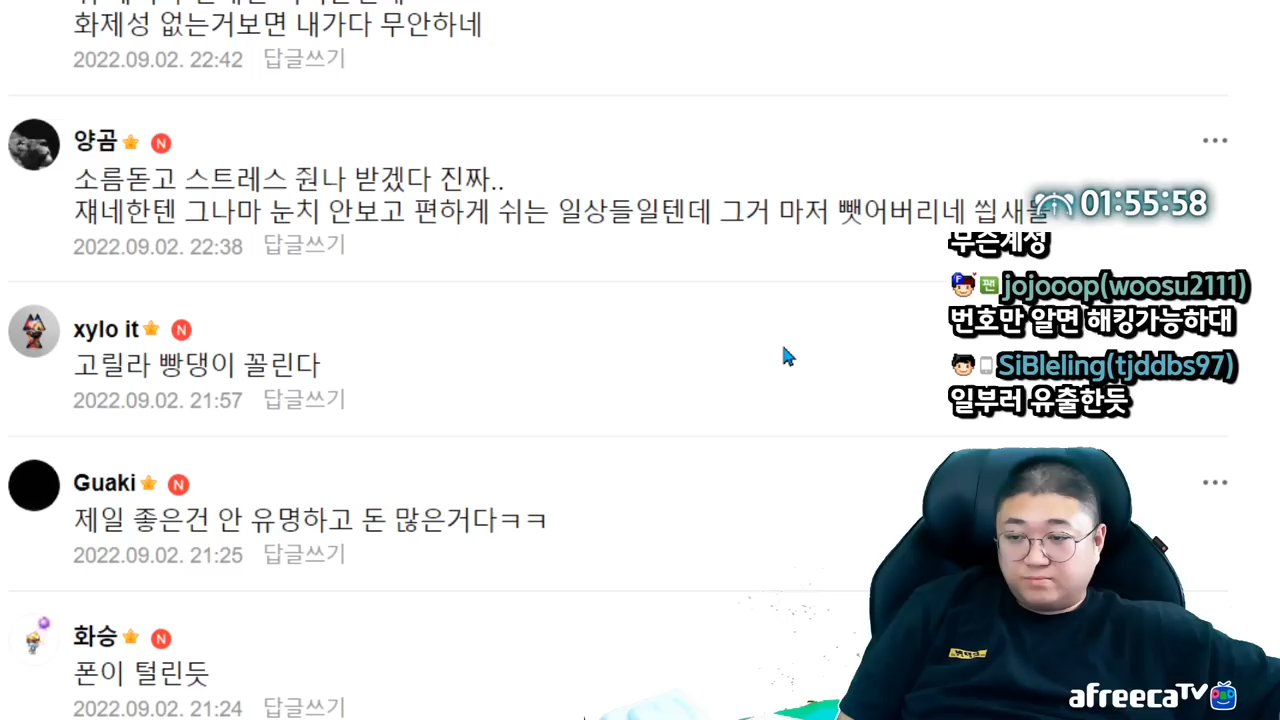 화제성 없는거보면 내가다 무안하네
2022.09.02. 22:42 답글쓰기
양곰 N
소름돋고 스트레스 줜나 받겠다 진짜..
쟤네한텐 그나마 눈치 안보고 편하게 쉬는 일상들일텐데 그거 마저 뺏어버리네 씹새들
2022.09.02. 22:38 답글쓰기
01:55:58
무슨계정
jojooop(woosu2111)
번호만 알면 해킹가능하대
SiBleling(tjddbs97)
일부러 유출한듯
xylo it N
고릴라 빵댕이 꼴린다
2022.09.02. 21:57 답글쓰기
Guaki N
제일 좋은건 안 유명하고 돈 많은거다ㅋㅋ
2022.09.02. 21:25 답글쓰기
화승 N
폰이 털린듯
2022.09.02. 21:24 답글쓰기
afreecaTV